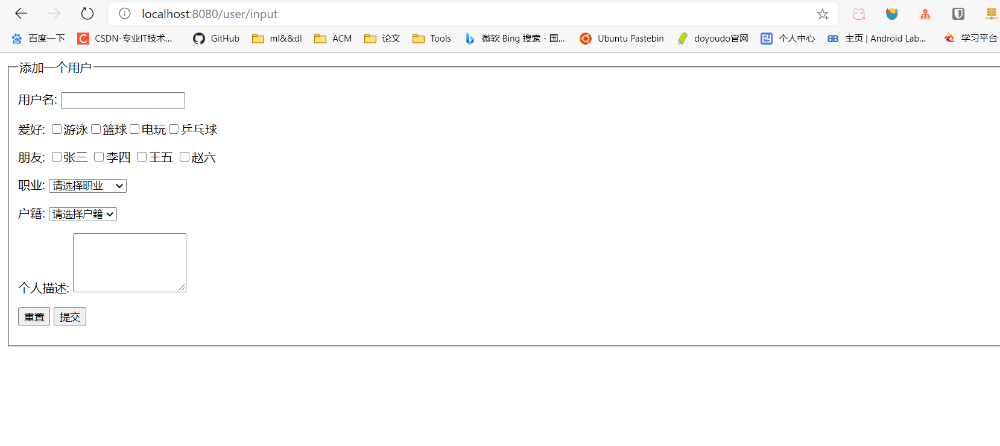 localhost:8080/user/input
百度一下 CSDN-专业IT技术... GitHub ml&&dl ACM 论文 Tools 微软 Bing 搜索 - 国... Ubuntu Pastebin doyoudo官网 个人中心 主页 | Android Lab... 学习平台
添加一个用户
用户名:
爱好: 游泳 篮球 电玩 乒乓球
朋友: 张三 李四 王五 赵六
职业: 请选择职业
户籍: 请选择户籍
个人描述:
重置 提交